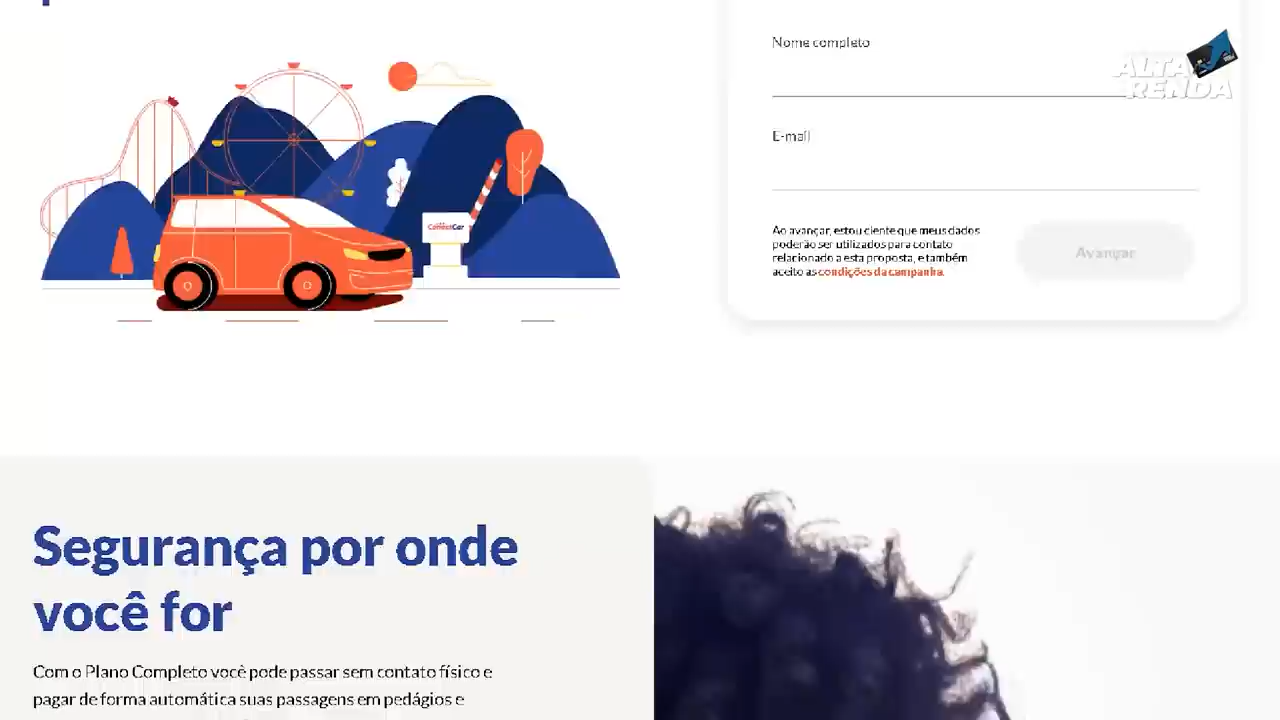 Nome completo
ALTA
RENDA
E-mail
ConectCar
Ao avançar, estou ciente que meus dados
poderão ser utilizados para contato
relacionado a esta proposta, e também
aceito as condições da campanha.
Avançar
Segurança por onde
você for
Com o Plano Completo você pode passar sem contato físico e
pagar de forma automática suas passagens em pedágios e